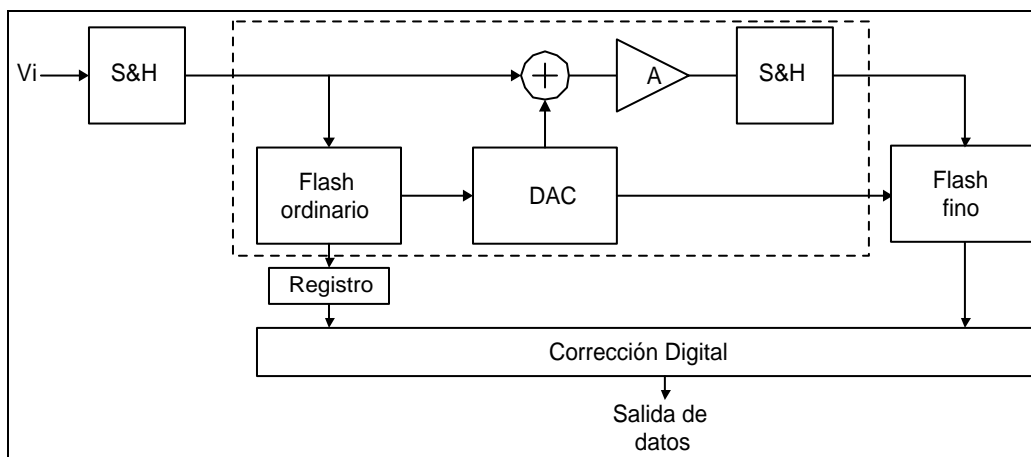 Vi
S&H
A
S&H
Flash
ordinario
DAC
Flash
fino
Registro
Corrección Digital
Salida de
datos